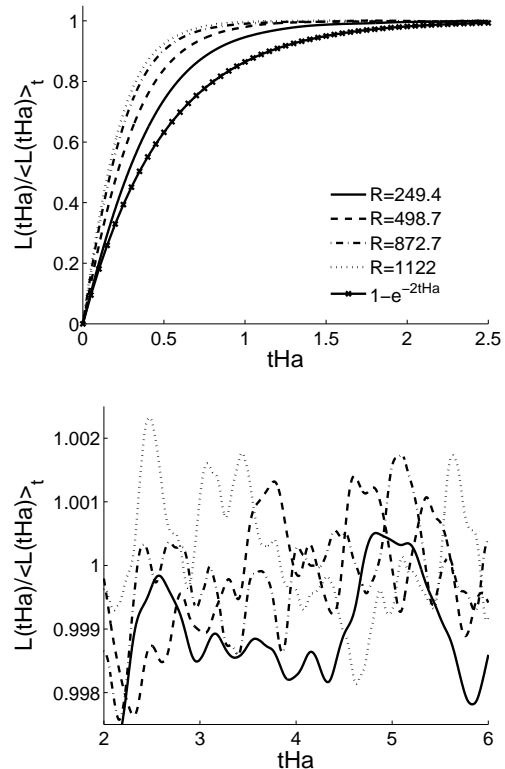 1
0.8
0.6
0.4
0.2
0
L(tHa)/<L(tHa)>t
R=249.4
R=498.7
R=872.7
R=1122
1−e−2tHa
0 0.5 1 1.5 2 2.5
tHa
1.002
1.001
1
0.999
0.998
L(tHa)/<L(tHa)>t
2 3 4 5 6
tHa